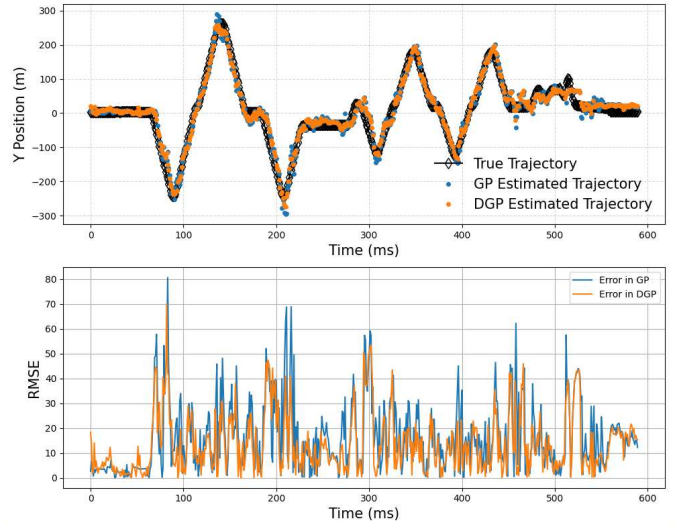 300
200
100
0
−100
−200
−300
Y Position (m)
True Trajectory
GP Estimated Trajectory
DGP Estimated Trajectory
0 100 200 300 400 500 600
Time (ms)
80
70
60
50
40
30
20
10
0
RMSE
Error in GP
Error in DGP
0 100 200 300 400 500 600
Time (ms)